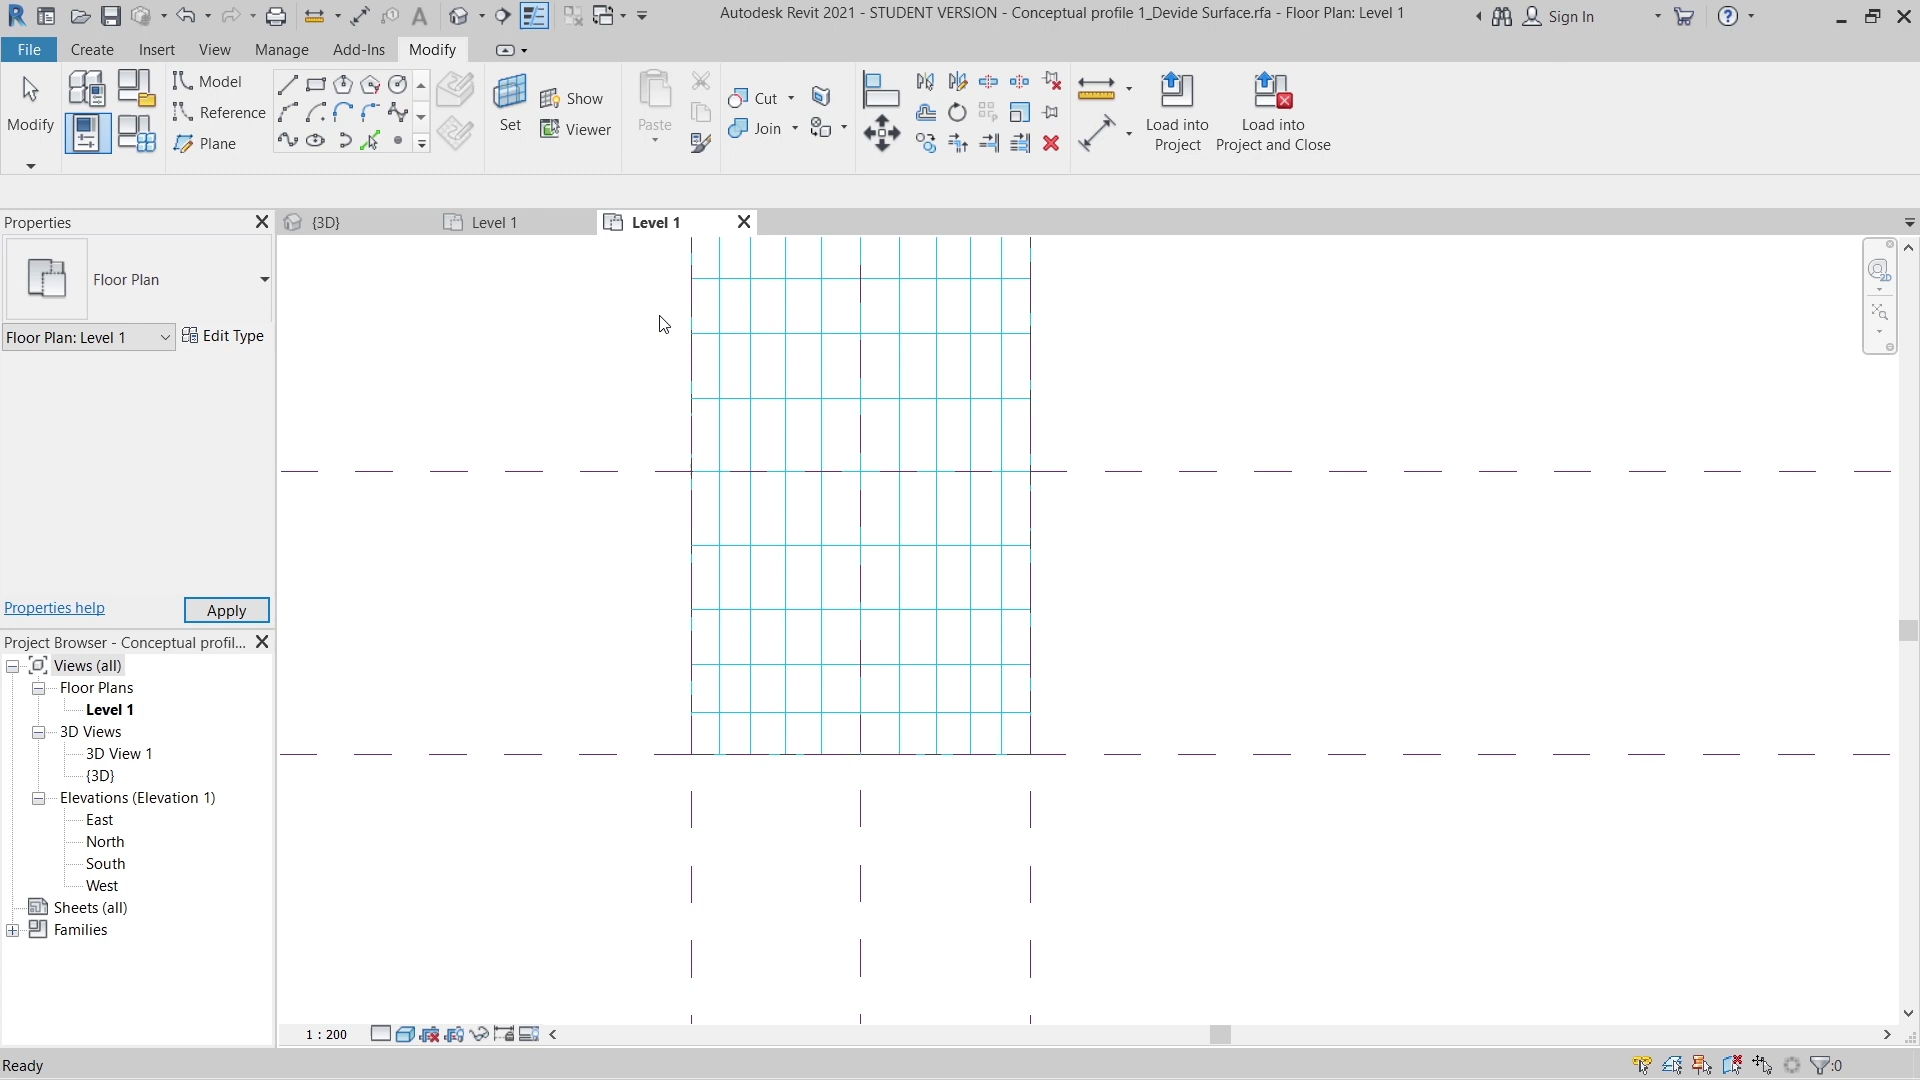 Autodesk Revit 2021 - STUDENT VERSION - Conceptual profile 1_Devide Surface.rfa - Floor Plan: Level 1
Sign In
File Create Insert View Manage Add-Ins Modify
Modify
Model
Reference
Plane
Set
Show
Viewer
Paste
Cut
Join
Load into
Project
Load into
Project and Close
Properties
{3D}
Level 1
Level 1
Floor Plan
Floor Plan: Level 1
Edit Type
2D
Properties help
Apply
Project Browser - Conceptual profil...
Views (all)
Floor Plans
Level 1
3D Views
3D View 1
{3D}
Elevations (Elevation 1)
East
North
South
West
Sheets (all)
Families
1 : 200
Ready
:0